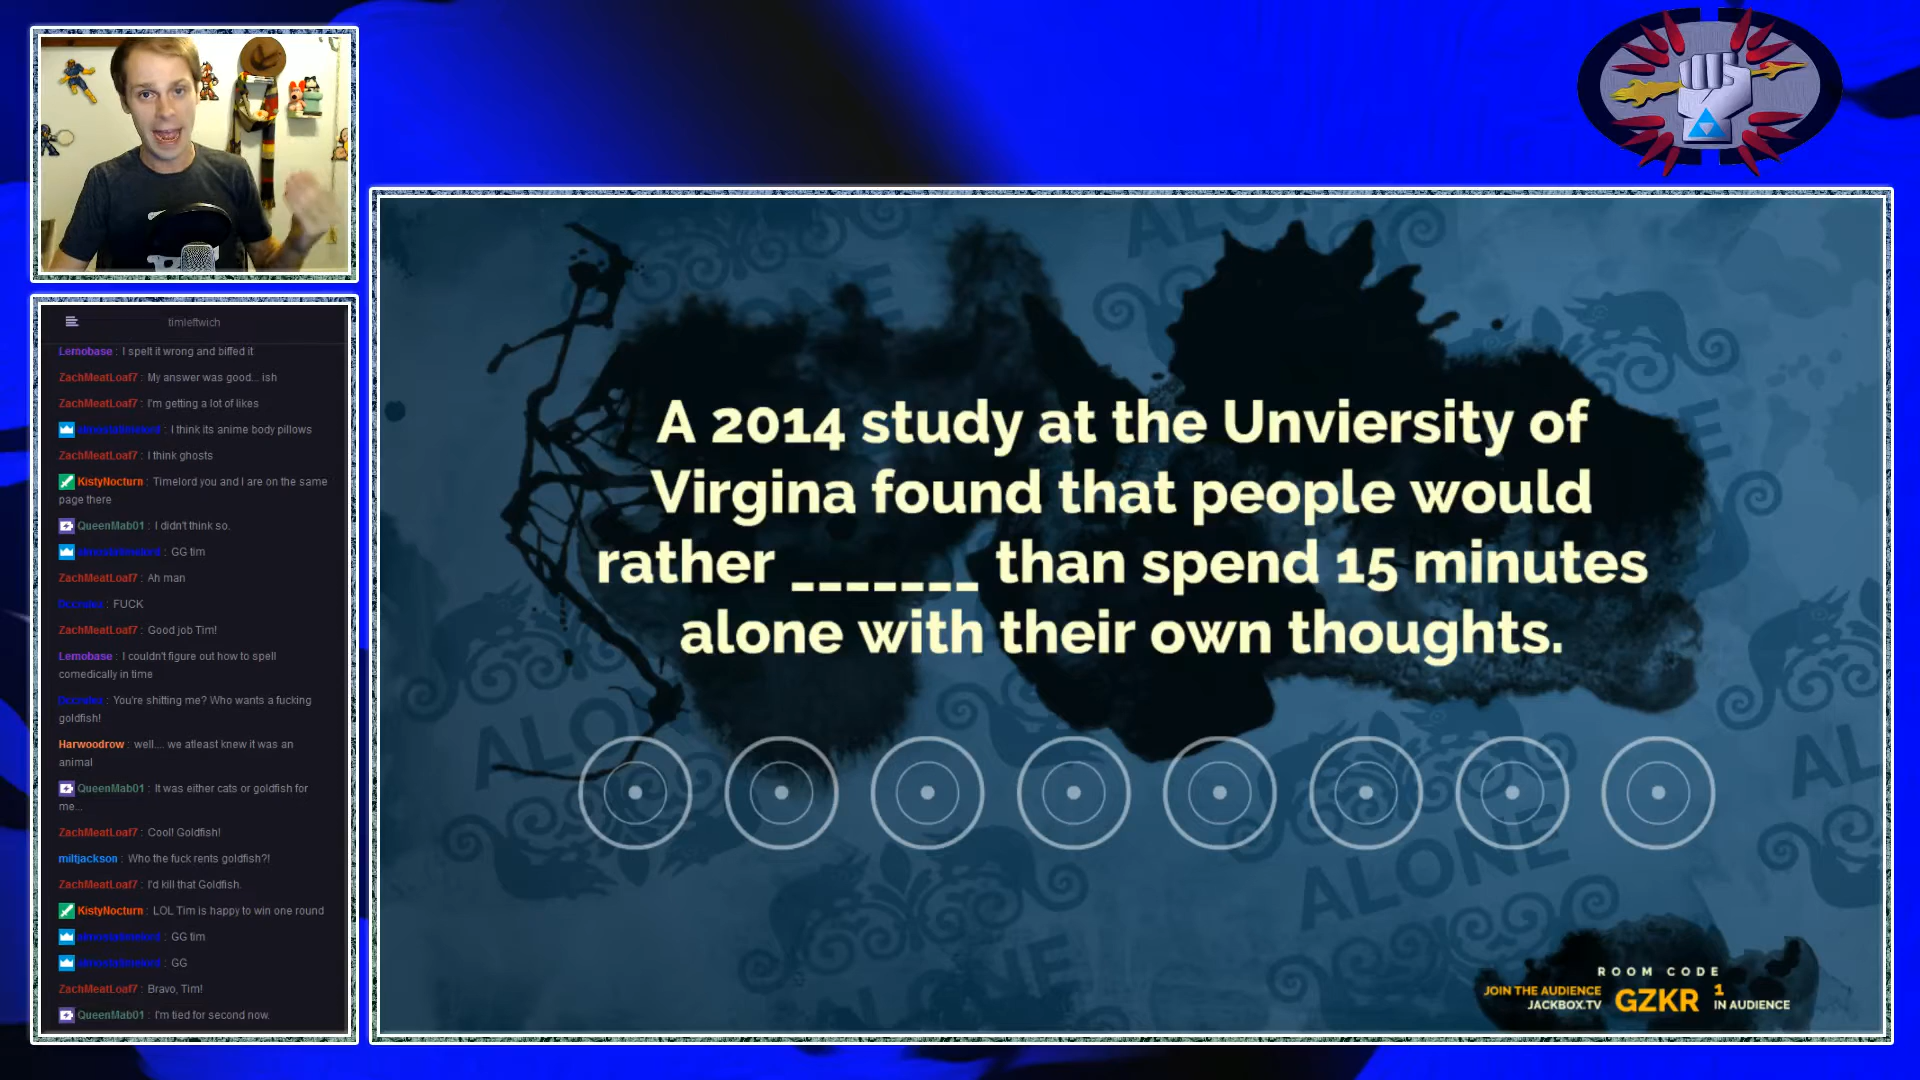 timleftwich
Lemobase : I spelt it wrong and biffed it
ZachMeatLoaf7 : My answer was good... ish
ZachMeatLoaf7 : I'm getting a lot of likes
: I think its anime body pillows
ZachMeatLoaf7 : I think ghosts
KistyNocturn : Timelord you and I are on the same
page there
QueenMab01 : I didn't think so.
: GG tim
ZachMeatLoaf7 : Ah man
: FUCK
ZachMeatLoaf7 : Good job Tim!
Lemobase : I couldn't figure out how to spell
comedically in time
: You're shitting me? Who wants a fucking
goldfish!
Harwoodrow : well.... we atleast knew it was an
animal
QueenMab01 : It was either cats or goldfish for
me...
ZachMeatLoaf7 : Cool! Goldfish!
miltjackson : Who the fuck rents goldfish?!
ZachMeatLoaf7 : I'd kill that Goldfish.
KistyNocturn : LOL Tim is happy to win one round
: GG tim
: GG
ZachMeatLoaf7 : Bravo, Tim!
QueenMab01 : I'm tied for second now.
A 2014 study at the Unviersity of
Virgina found that people would
rather _______ than spend 15 minutes
alone with their own thoughts.
ALONE
ALONE
ALONE
ROOM CODE
JOIN THE AUDIENCE
JACKBOX.TV
GZKR
1
IN AUDIENCE